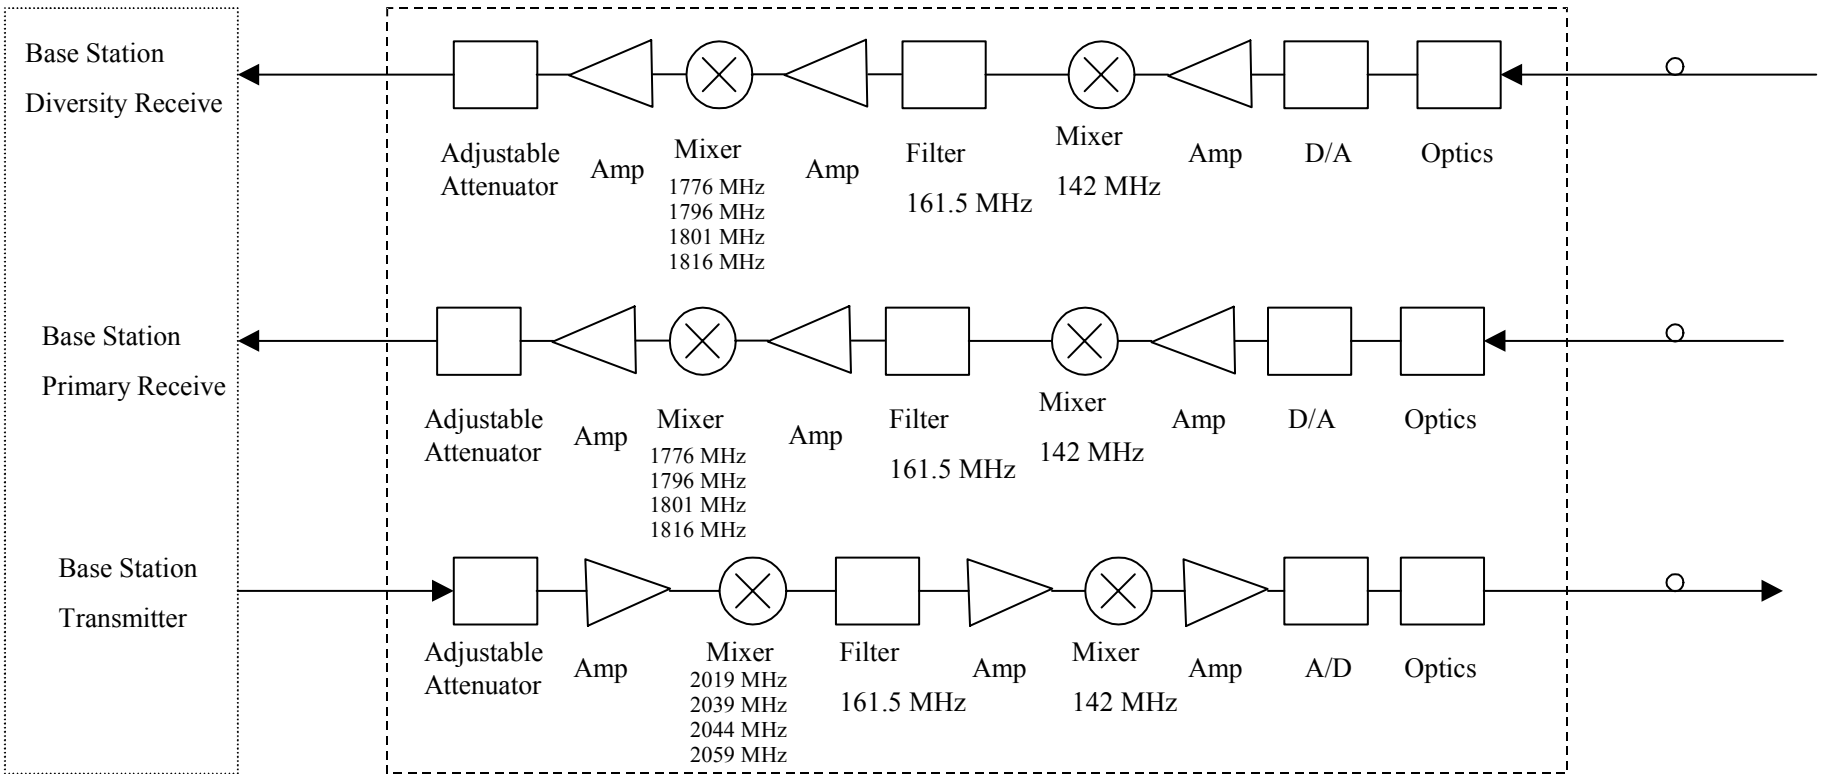 Base Station
Diversity Receive
Adjustable
Attenuator
Amp
Mixer
1776 MHz
1796 MHz
1801 MHz
1816 MHz
Amp
Filter
161.5 MHz
Mixer
142 MHz
Amp
D/A
Optics
Base Station
Primary Receive
Adjustable
Attenuator
Amp
Mixer
1776 MHz
1796 MHz
1801 MHz
1816 MHz
Amp
Filter
161.5 MHz
Mixer
142 MHz
Amp
D/A
Optics
Base Station
Transmitter
Adjustable
Attenuator
Amp
Mixer
2019 MHz
2039 MHz
2044 MHz
2059 MHz
Filter
161.5 MHz
Amp
Mixer
142 MHz
Amp
A/D
Optics